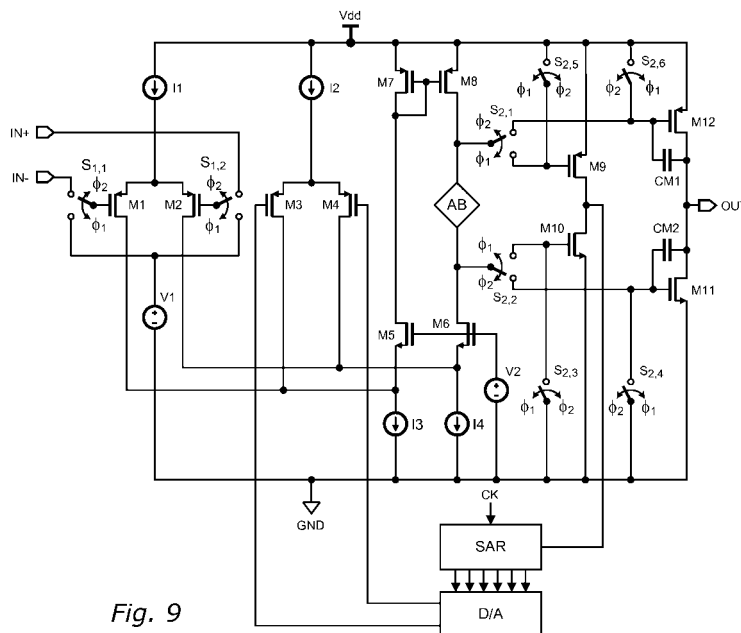 Vdd
I1
I2
M7
M8
S2,5
S2,6
ϕ1
ϕ2
ϕ2
ϕ1
M12
IN+
IN-
S1,1
ϕ2
ϕ1
M1
M2
S1,2
ϕ2
ϕ1
M3
M4
S2,1
ϕ2
ϕ1
M9
CM1
AB
M10
OU
ϕ1
ϕ2
S2,2
CM2
M11
V1
M5
M6
V2
S2,3
S2,4
ϕ1
ϕ2
ϕ2
ϕ1
I3
I4
GND
CK
SAR
D/A
Fig. 9